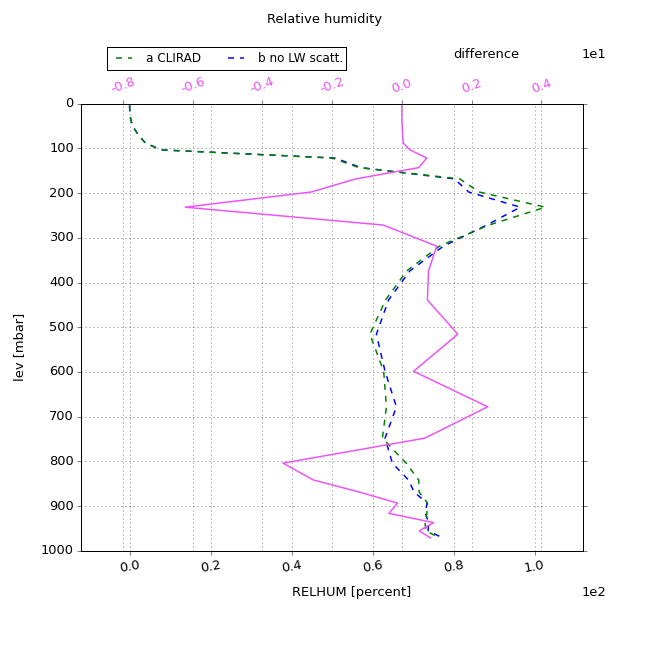 Relative humidity
a CLIRAD b no LW scatt. difference 1e1
-0.8 -0.6 -0.4 -0.2 0.0 0.2 0.4
0
100
200
300
400
500
600
700
800
900
1000
lev [mbar]
0.0 0.2 0.4 0.6 0.8 1.0
RELHUM [percent] 1e2